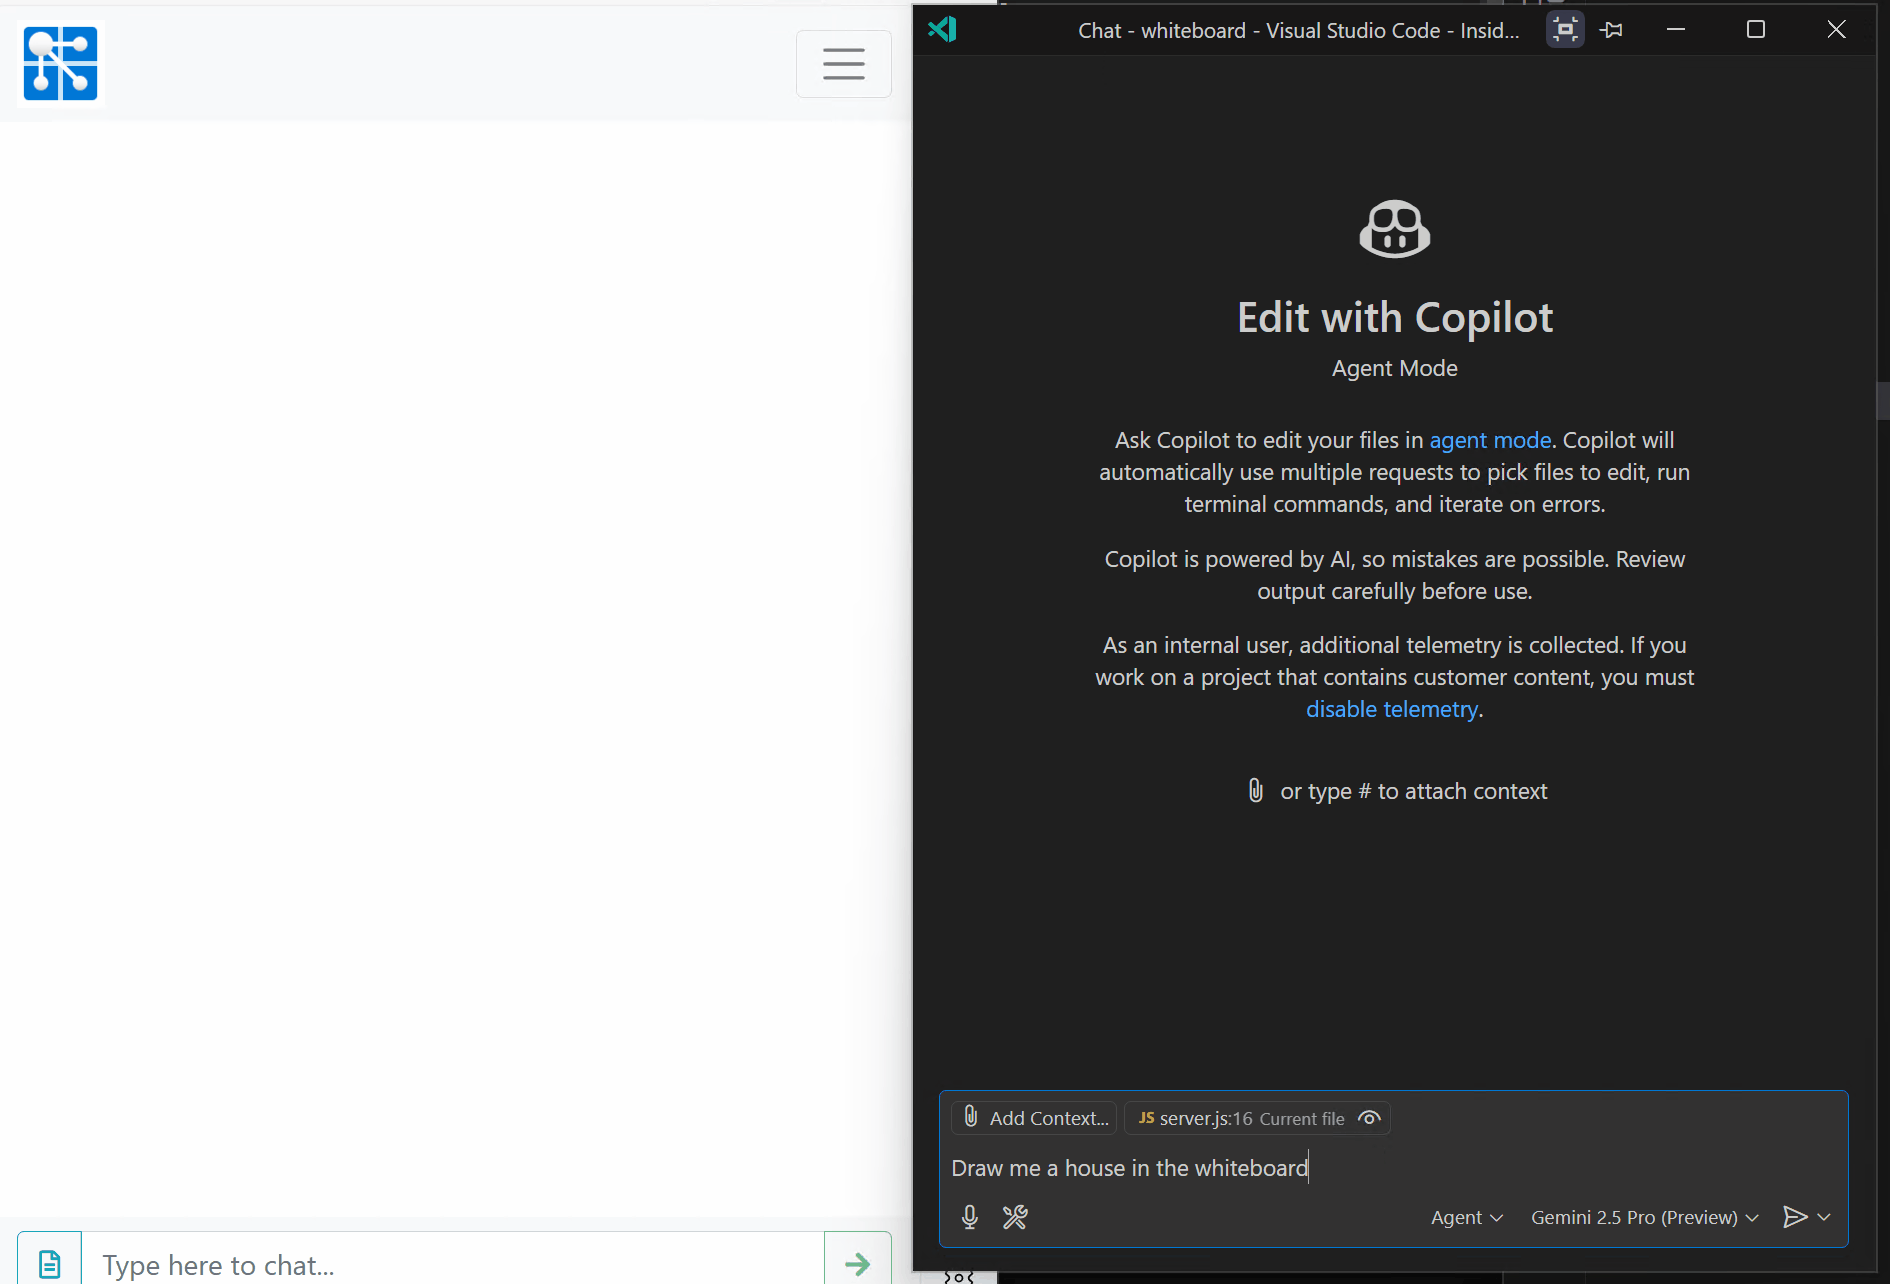 Type here to chat...
Chat - whiteboard - Visual Studio Code - Insid...
Edit with Copilot
Agent Mode
Ask Copilot to edit your files in agent mode. Copilot will
automatically use multiple requests to pick files to edit, run
terminal commands, and iterate on errors.
Copilot is powered by AI, so mistakes are possible. Review
output carefully before use.
As an internal user, additional telemetry is collected. If you
work on a project that contains customer content, you must
disable telemetry.
or type # to attach context
Add Context... JS server.js:16 Current file
Draw me a house in the whiteboard
Agent Gemini 2.5 Pro (Preview)